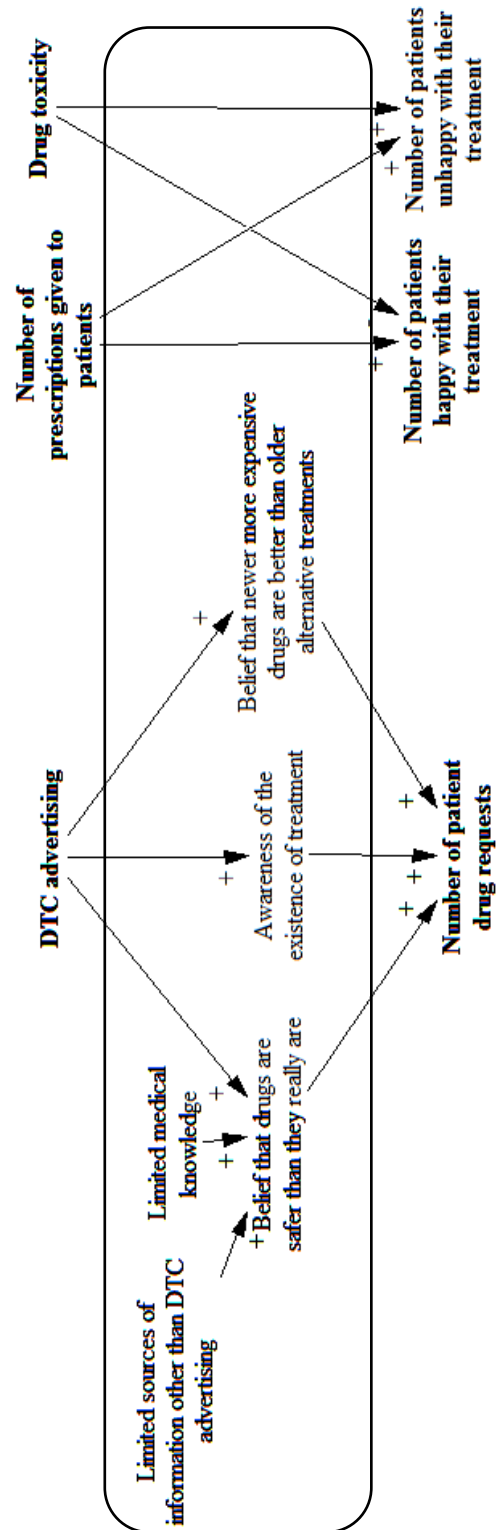 DTC advertising
Number of
prescriptions given to
patients
Drug toxicity
Limited sources of
information other than DTC
advertising
Limited medical
knowledge
+
+
+
+
+
Belief that drugs are
safer than they really are
Awareness of the
existence of treatment
Belief that newer more expensive
drugs are better than older
alternative treatments
+
+
+
+
+
+
Number of patient
drug requests
Number of patients
happy with their
treatment
Number of patients
unhappy with their
treatment